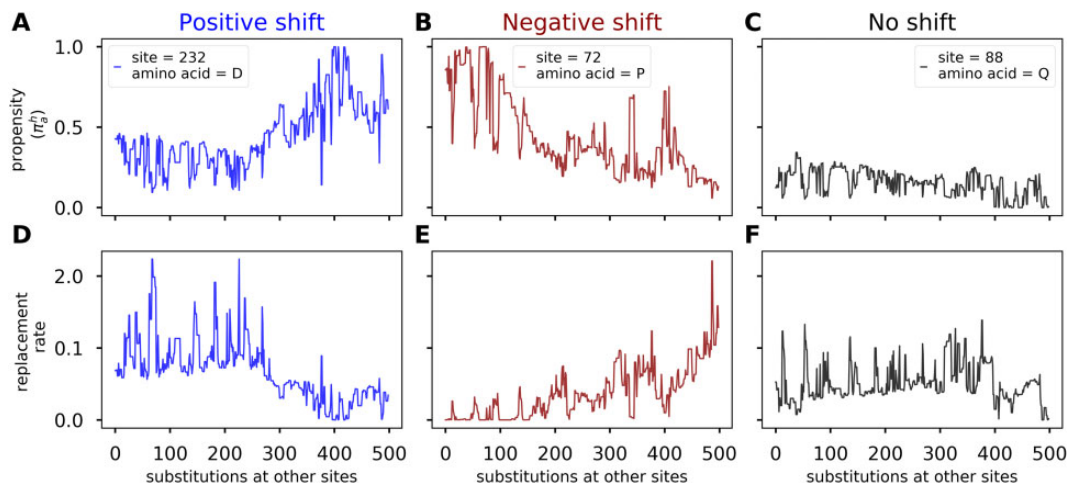 Positive shift
Negative shift
No shift
A
B
C
1.0
0.5
0.0
propensity
(π_a^h)
site = 232
amino acid = D
site = 72
amino acid = P
site = 88
amino acid = Q
D
E
F
2.0
0.1
0.0
replacement
rate
0 100 200 300 400 500
0 100 200 300 400 500
0 100 200 300 400 500
substitutions at other sites
substitutions at other sites
substitutions at other sites